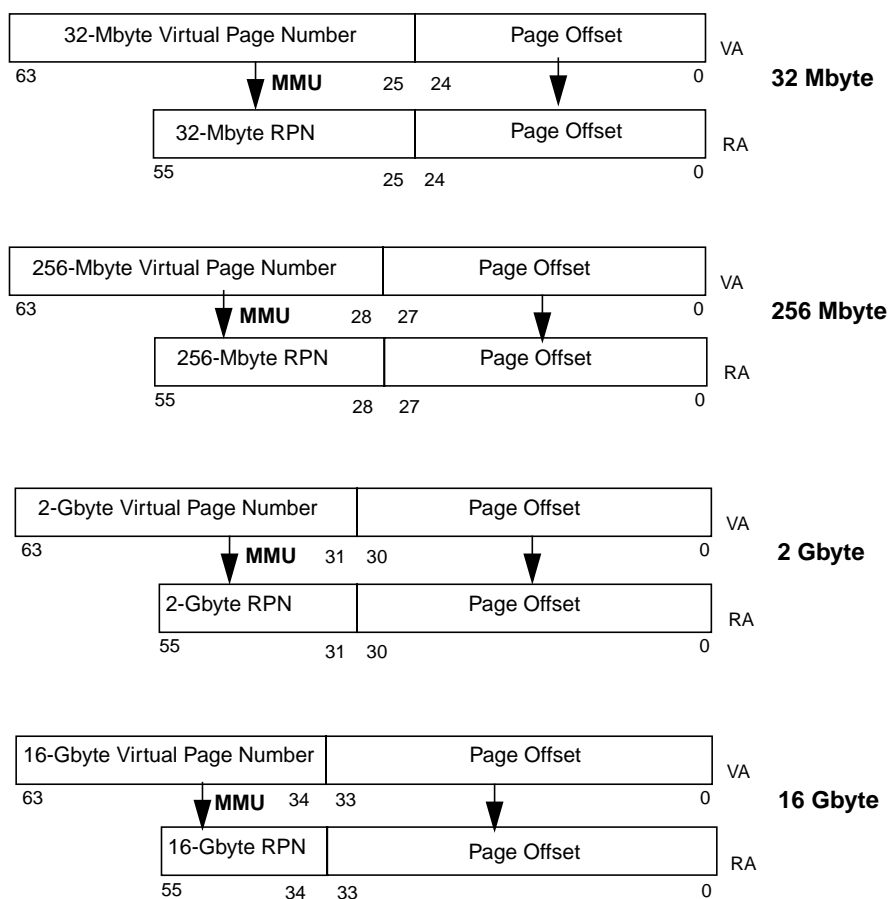 32-Mbyte Virtual Page Number Page Offset VA
63 MMU 25 24 0 32 Mbyte
32-Mbyte RPN Page Offset RA
55 25 24 0
256-Mbyte Virtual Page Number Page Offset VA
63 MMU 28 27 0 256 Mbyte
256-Mbyte RPN Page Offset RA
55 28 27 0
2-Gbyte Virtual Page Number Page Offset VA
63 MMU 31 30 0 2 Gbyte
2-Gbyte RPN Page Offset RA
55 31 30 0
16-Gbyte Virtual Page Number Page Offset VA
63 MMU 34 33 0 16 Gbyte
16-Gbyte RPN Page Offset RA
55 34 33 0